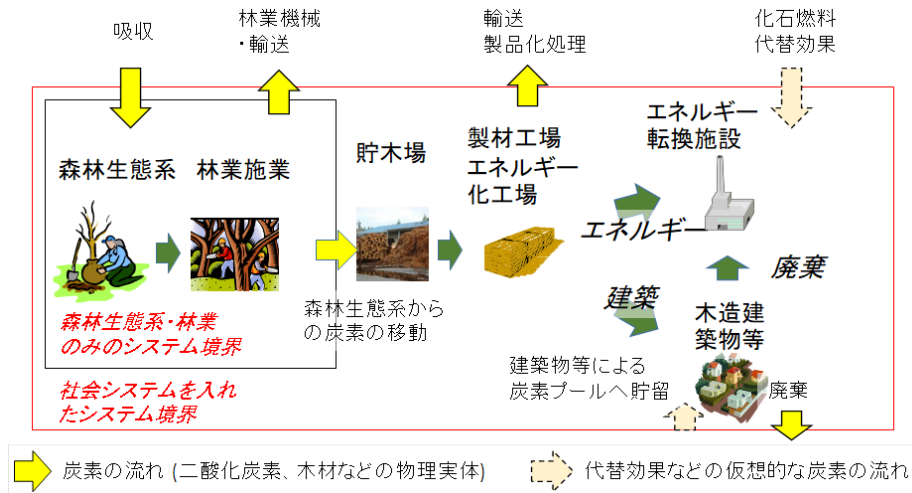 吸収
林業機械
・輸送
輸送
製品化処理
化石燃料
代替効果
森林生態系
林業施業
貯木場
製材工場
エネルギー
化工場
エネルギー
転換施設
エネルギー
廃棄
建築
木造建
築物等
森林生態系から
の炭素の移動
森林生態系・林業
のみのシステム境界
社会システムを入れ
たシステム境界
建築物等による
炭素プールへ貯留
廃棄
炭素の流れ (二酸化炭素、木材などの物理実体)
代替効果などの仮想的な炭素の流れ